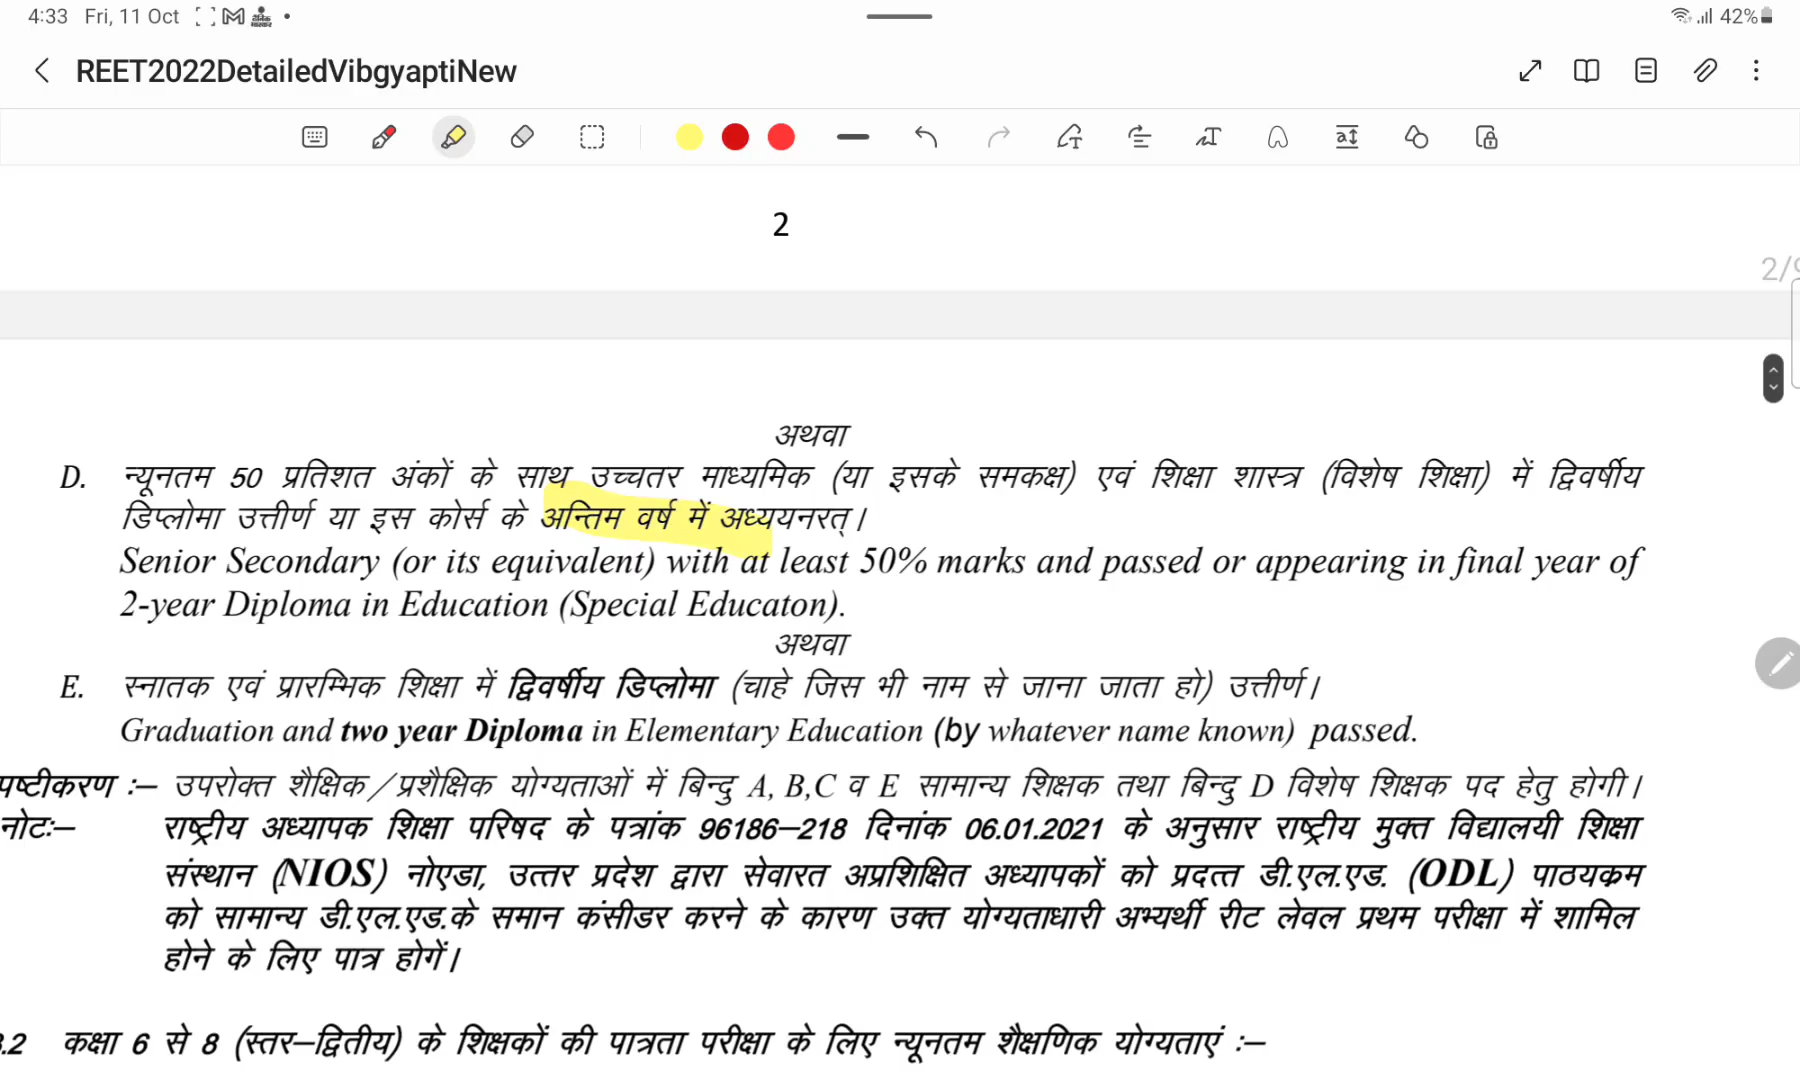 4:33 Fri, 11 Oct 42%
REET2022DetailedVibgyaptiNew
2
2/9
अथवा
D. न्यूनतम 50 प्रतिशत अंकों के साथ उच्चतर माध्यमिक (या इसके समकक्ष) एवं शिक्षा शास्त्र (विशेष शिक्षा) में द्विवर्षीय
डिप्लोमा उत्तीर्ण या इस कोर्स के अन्तिम वर्ष में अध्ययनरत्।
Senior Secondary (or its equivalent) with at least 50% marks and passed or appearing in final year of
2-year Diploma in Education (Special Educaton).
अथवा
E. स्नातक एवं प्रारम्भिक शिक्षा में द्विवर्षीय डिप्लोमा (चाहे जिस भी नाम से जाना जाता हो) उत्तीर्ण।
Graduation and two year Diploma in Elementary Education (by whatever name known) passed.
ष्पष्टीकरण :– उपरोक्त शैक्षिक/प्रशैक्षिक योग्यताओं में बिन्दु A, B,C व E सामान्य शिक्षक तथा बिन्दु D विशेष शिक्षक पद हेतु होगी।
नोटः– राष्ट्रीय अध्यापक शिक्षा परिषद के पत्रांक 96186–218 दिनांक 06.01.2021 के अनुसार राष्ट्रीय मुक्त विद्यालयी शिक्षा
संस्थान (NIOS) नोएडा, उत्तर प्रदेश द्वारा सेवारत अप्रशिक्षित अध्यापकों को प्रदत्त डी.एल.एड. (ODL) पाठयकम
को सामान्य डी.एल.एड.के समान कंसीडर करने के कारण उक्त योग्यताधारी अभ्यर्थी रीट लेवल प्रथम परीक्षा में शामिल
होने के लिए पात्र होगें।
.2 कक्षा 6 से 8 (स्तर–द्वितीय) के शिक्षकों की पात्रता परीक्षा के लिए न्यूनतम शैक्षणिक योग्यताएं :–